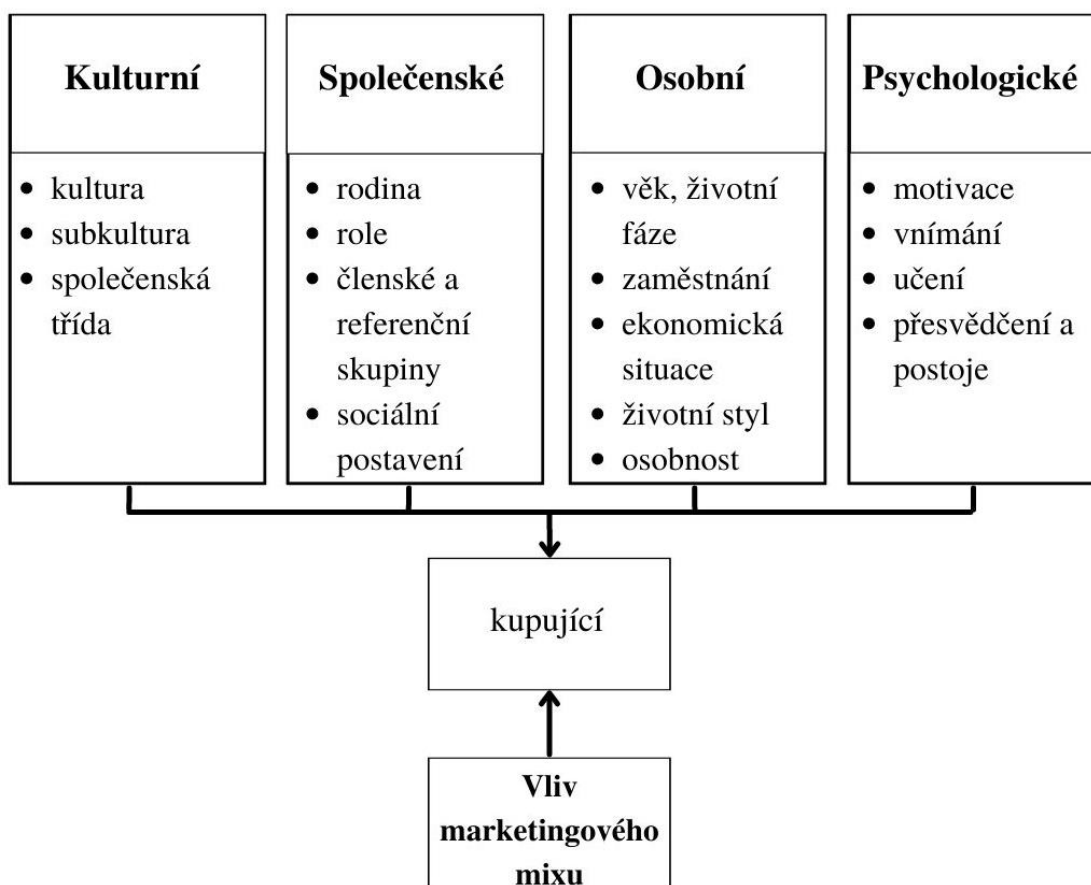 Kulturní
• kultura
• subkultura
• společenská
třída
Společenské
• rodina
• role
• členské a
referenční
skupiny
• sociální
postavení
Osobní
• věk, životní
fáze
• zaměstnání
• ekonomická
situace
• životní styl
• osobnost
Psychologické
• motivace
• vnímání
• učení
• přesvědčení a
postoje
kupující
Vliv
marketingového
mixu